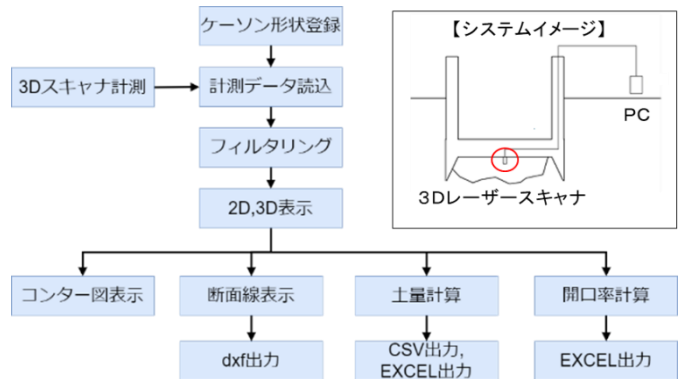 ケーソン形状登録
【システムイメージ】
3Dスキャナ計測
計測データ読込
PC
フィルタリング
3Dレーザースキャナ
2D,3D表示
コンター図表示
断面線表示
土量計算
開口率計算
dxf出力
CSV出力,
EXCEL出力
EXCEL出力